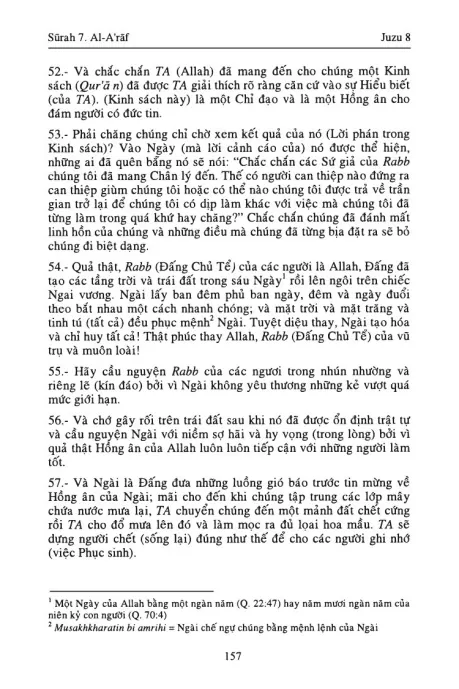 Sūrah 7. Al-A'rāf Juzu 8
52.- Và chắc chắn TA (Allah) đã mang đến cho chúng một Kinh
sách (Qur'ā n) đã được TA giải thích rõ ràng căn cứ vào sự Hiểu biết
(của TA). (Kinh sách này) là một Chỉ đạo và là một Hồng ân cho
đám người có đức tin.
53.- Phải chăng chúng chỉ chờ xem kết quả của nó (Lời phán trong
Kinh sách)? Vào Ngày (mà lời cảnh cáo của) nó được thể hiện,
những ai đã quên bẵng nó sẽ nói: “Chắc chắn các Sứ giả của Rabb
chúng tôi đã mang Chân lý đến. Thế có người can thiệp nào đứng ra
can thiệp giùm chúng tôi hoặc có thể nào chúng tôi được trả về trần
gian trở lại để chúng tôi có dịp làm khác với việc mà chúng tôi đã
từng làm trong quá khứ hay chăng?” Chắc chắn chúng đã đánh mất
linh hồn của chúng và những điều mà chúng đã từng bịa đặt ra sẽ bỏ
chúng đi biệt dạng.
54.- Quả thật, Rabb (Đấng Chủ Tể) của các người là Allah, Đấng đã
tạo các tầng trời và trái đất trong sáu Ngày¹ rồi lên ngôi trên chiếc
Ngai vương. Ngài lấy ban đêm phủ ban ngày, đêm và ngày đuổi
theo bắt nhau một cách nhanh chóng; và mặt trời và mặt trăng và
tinh tú (tất cả) đều phục mệnh² Ngài. Tuyệt diệu thay, Ngài tạo hóa
và chỉ huy tất cả! Thật phúc thay Allah, Rabb (Đấng Chủ Tể) của vũ
trụ và muôn loài!
55.- Hãy cầu nguyện Rabb của các ngươi trong nhún nhường và
riêng lẽ (kín đáo) bởi vì Ngài không yêu thương những kẻ vượt quá
mức giới hạn.
56.- Và chớ gây rối trên trái đất sau khi nó đã được ổn định trật tự
và cầu nguyện Ngài với niềm sợ hãi và hy vọng (trong lòng) bởi vì
quả thật Hồng ân của Allah luôn luôn tiếp cận với những người làm
tốt.
57.- Và Ngài là Đấng đưa những luồng gió báo trước tin mừng về
Hồng ân của Ngài; mãi cho đến khi chúng tập trung các lớp mây
chứa nước mưa lại, TA chuyển chúng đến một mảnh đất chết cứng
rồi TA cho đổ mưa lên đó và làm mọc ra đủ lọai hoa mầu. TA sẽ
dựng người chết (sống lại) đúng như thế để cho các người ghi nhớ
(việc Phục sinh).
¹ Một Ngày của Allah bằng một ngàn năm (Q. 22:47) hay năm mươi ngàn năm của
niên kỷ con người (Q. 70:4)
² Musakhkharatin bi amrihi = Ngài chế ngự chúng bằng mệnh lệnh của Ngài
157